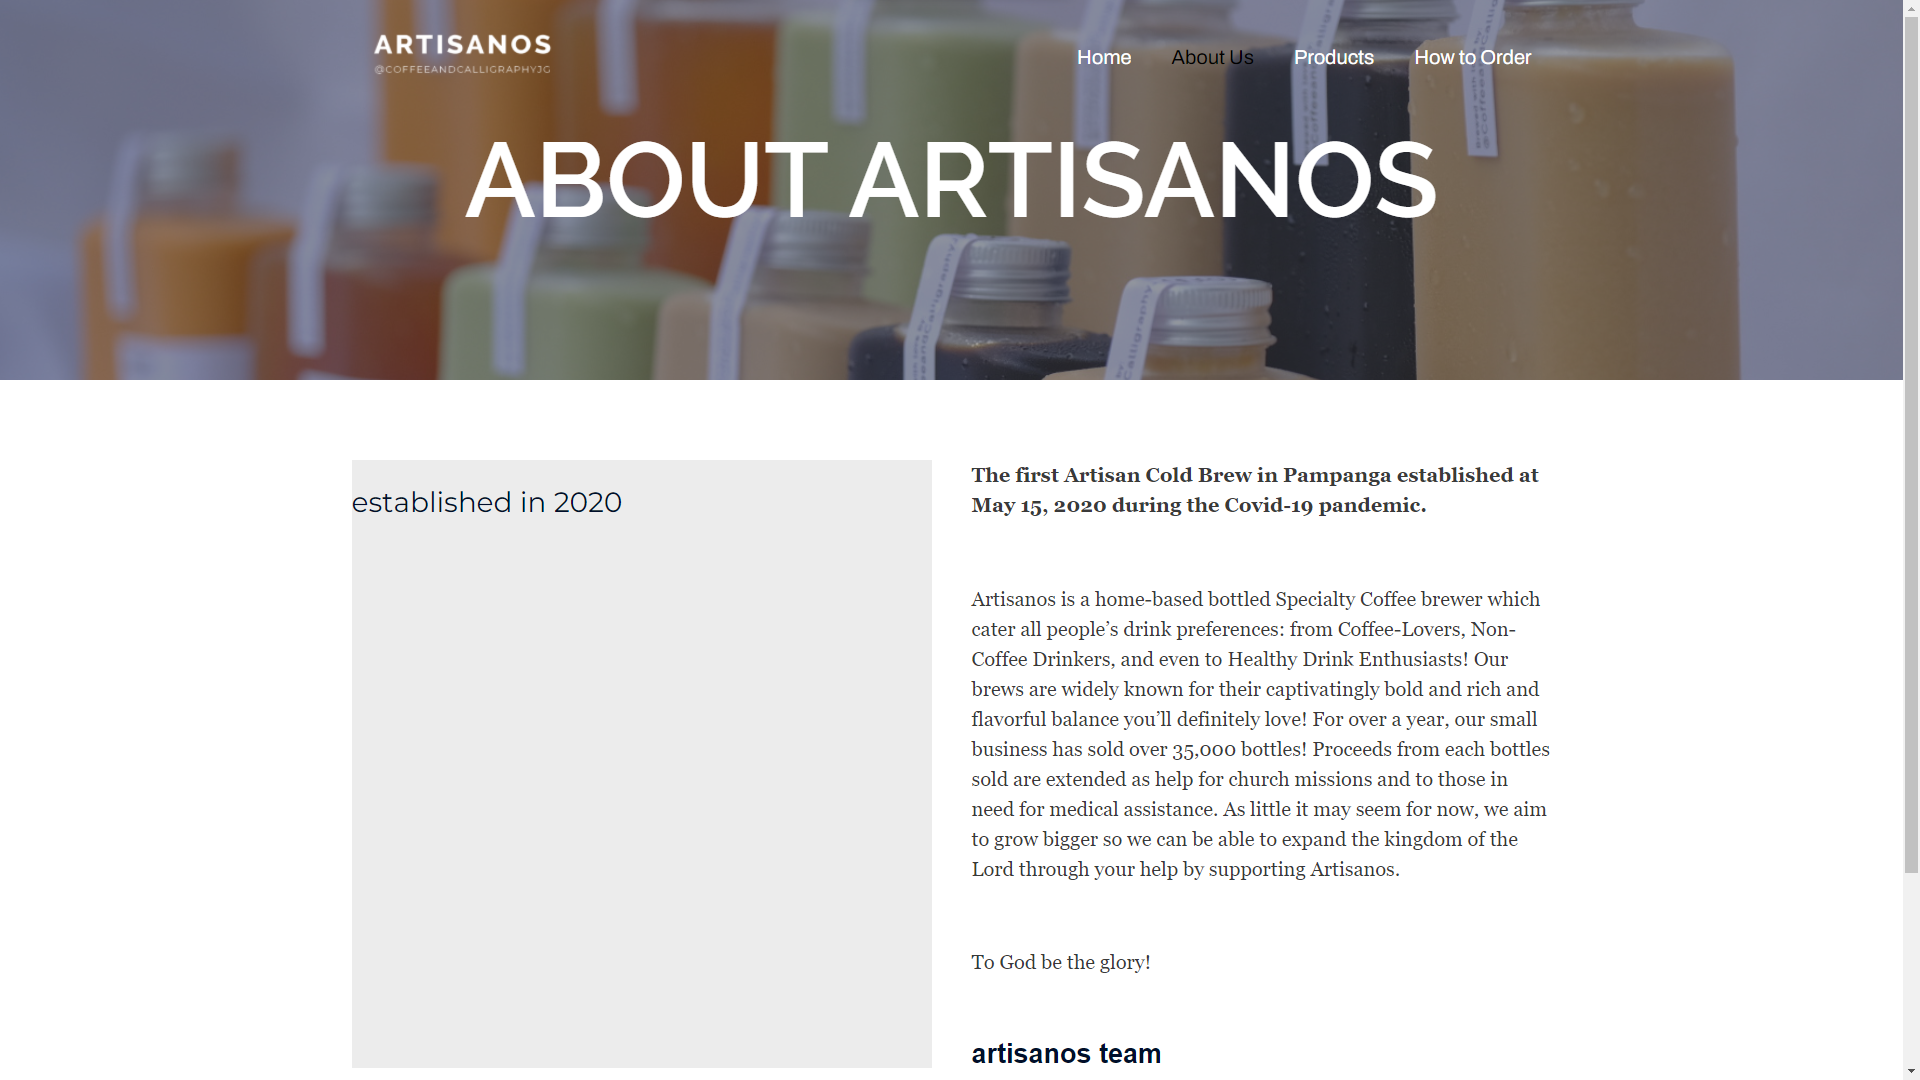 ARTISANOS
@COFFEEANDCALLIGRAPHYJG
Home
About Us
Products
How to Order
ABOUT ARTISANOS
established in 2020
The first Artisan Cold Brew in Pampanga established at
May 15, 2020 during the Covid-19 pandemic.
Artisanos is a home-based bottled Specialty Coffee brewer which
cater all people’s drink preferences: from Coffee-Lovers, Non-
Coffee Drinkers, and even to Healthy Drink Enthusiasts! Our
brews are widely known for their captivatingly bold and rich and
flavorful balance you’ll definitely love! For over a year, our small
business has sold over 35,000 bottles! Proceeds from each bottles
sold are extended as help for church missions and to those in
need for medical assistance. As little it may seem for now, we aim
to grow bigger so we can be able to expand the kingdom of the
Lord through your help by supporting Artisanos.
To God be the glory!
artisanos team